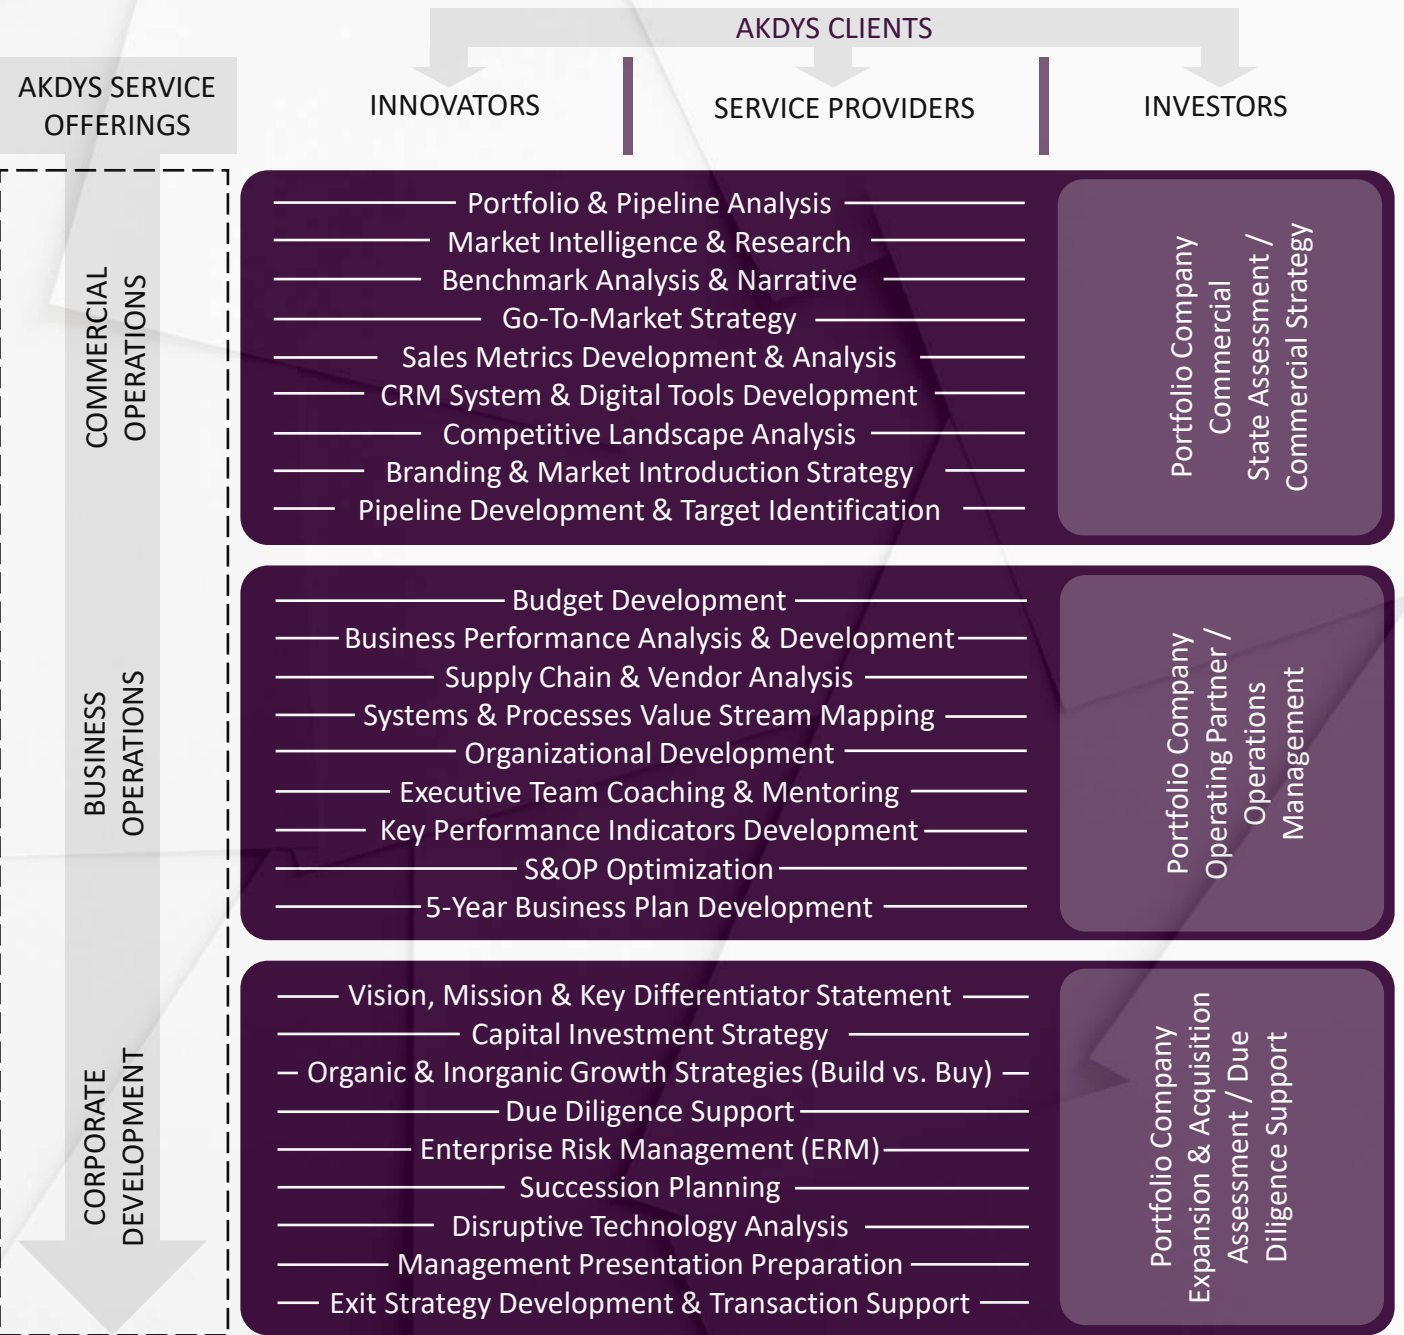 AKDYS CLIENTS
AKDYS SERVICE
OFFERINGS
INNOVATORS
SERVICE PROVIDERS
INVESTORS
COMMERCIAL
OPERATIONS
Portfolio & Pipeline Analysis
Market Intelligence & Research
Benchmark Analysis & Narrative
Go-To-Market Strategy
Sales Metrics Development & Analysis
CRM System & Digital Tools Development
Competitive Landscape Analysis
Branding & Market Introduction Strategy
Pipeline Development & Target Identification
Portfolio Company
Commercial
State Assessment /
Commercial Strategy
BUSINESS
OPERATIONS
Budget Development
Business Performance Analysis & Development
Supply Chain & Vendor Analysis
Systems & Processes Value Stream Mapping
Organizational Development
Executive Team Coaching & Mentoring
Key Performance Indicators Development
S&OP Optimization
5-Year Business Plan Development
Portfolio Company
Operating Partner /
Operations
Management
CORPORATE
DEVELOPMENT
Vision, Mission & Key Differentiator Statement
Capital Investment Strategy
Organic & Inorganic Growth Strategies (Build vs. Buy)
Due Diligence Support
Enterprise Risk Management (ERM)
Succession Planning
Disruptive Technology Analysis
Management Presentation Preparation
Exit Strategy Development & Transaction Support
Portfolio Company
Expansion & Acquisition
Assessment / Due
Diligence Support